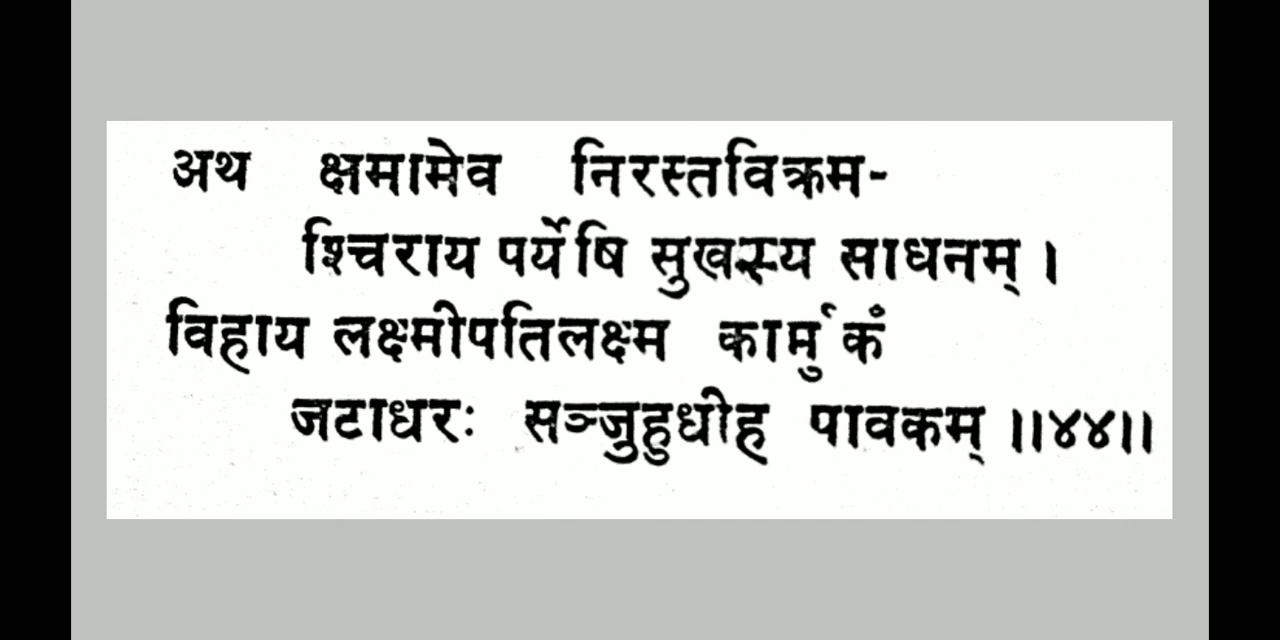 अथ क्षमामेव निरस्तविक्रम-
श्चिराय पर्येषि सुखस्य साधनम् ।
विहाय लक्ष्मीपतिलक्ष्म कार्मुकं
जटाधरः सञ्जुहुधीह पावकम् ॥४४॥